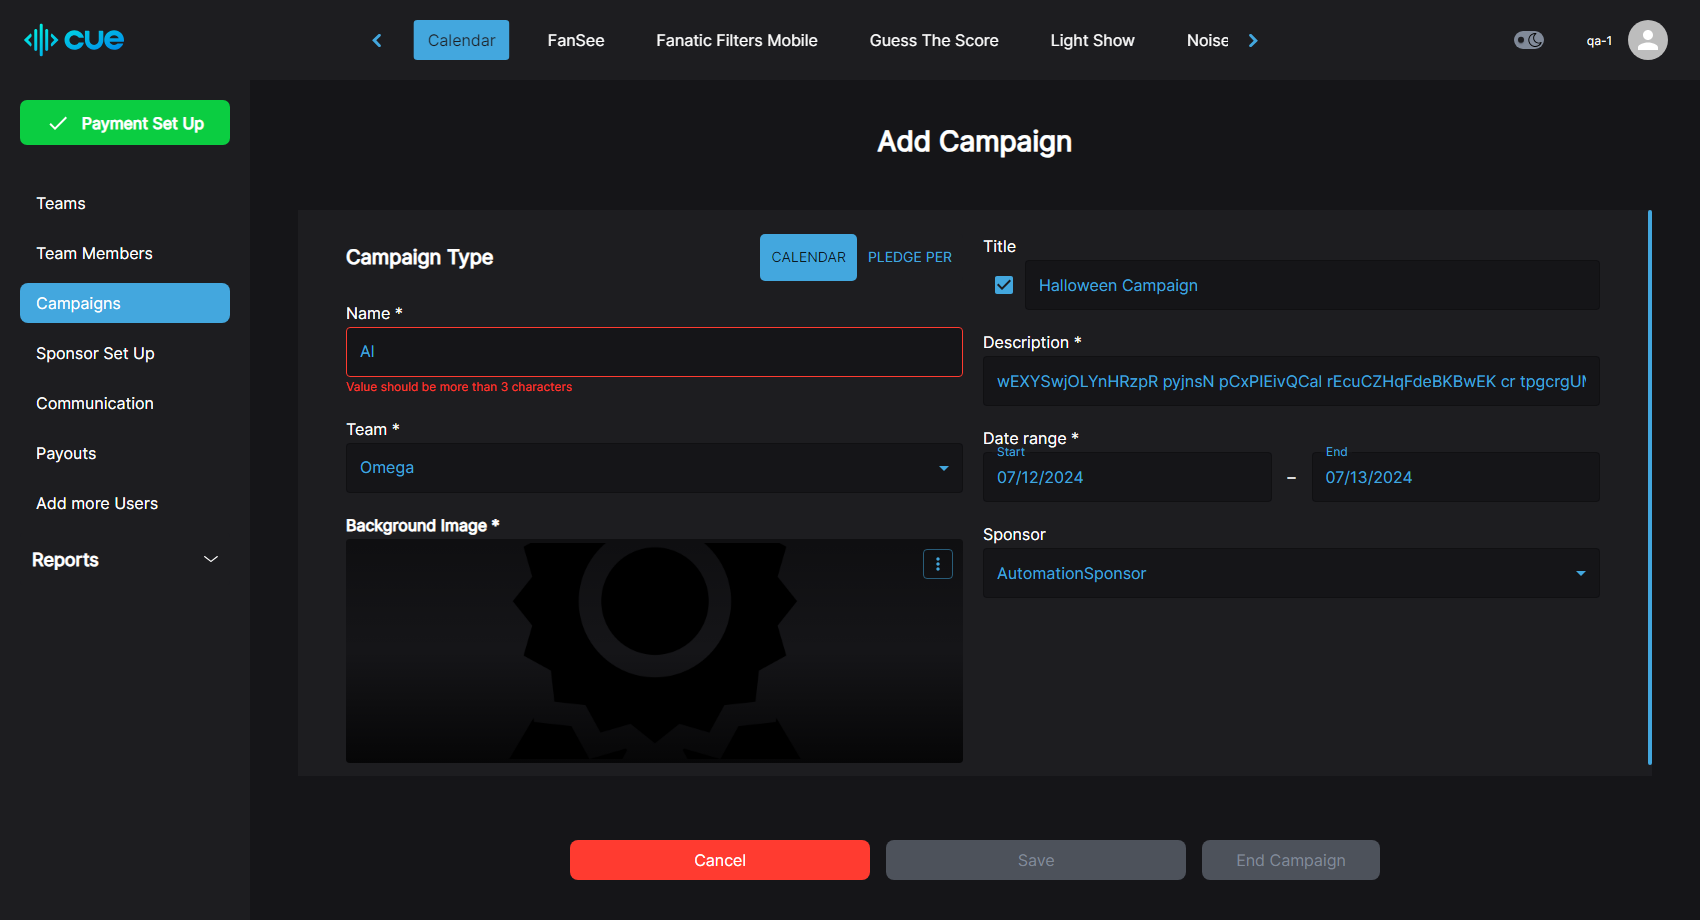 cue
Calendar
FanSee
Fanatic Filters Mobile
Guess The Score
Light Show
Noise
qa-1
Payment Set Up
Teams
Team Members
Campaigns
Sponsor Set Up
Communication
Payouts
Add more Users
Reports
Add Campaign
Campaign Type
CALENDAR
PLEDGE PER
Name *
Al
Value should be more than 3 characters
Team *
Omega
Background Image *
Title
Halloween Campaign
Description *
wEXYSwjOLYnHRzpR pyjnsN pCxPIEivQCal rEcuCZHqFdeBKBwEK cr tpgcrgUM
Date range *
Start
07/12/2024
–
End
07/13/2024
Sponsor
AutomationSponsor
Cancel
Save
End Campaign